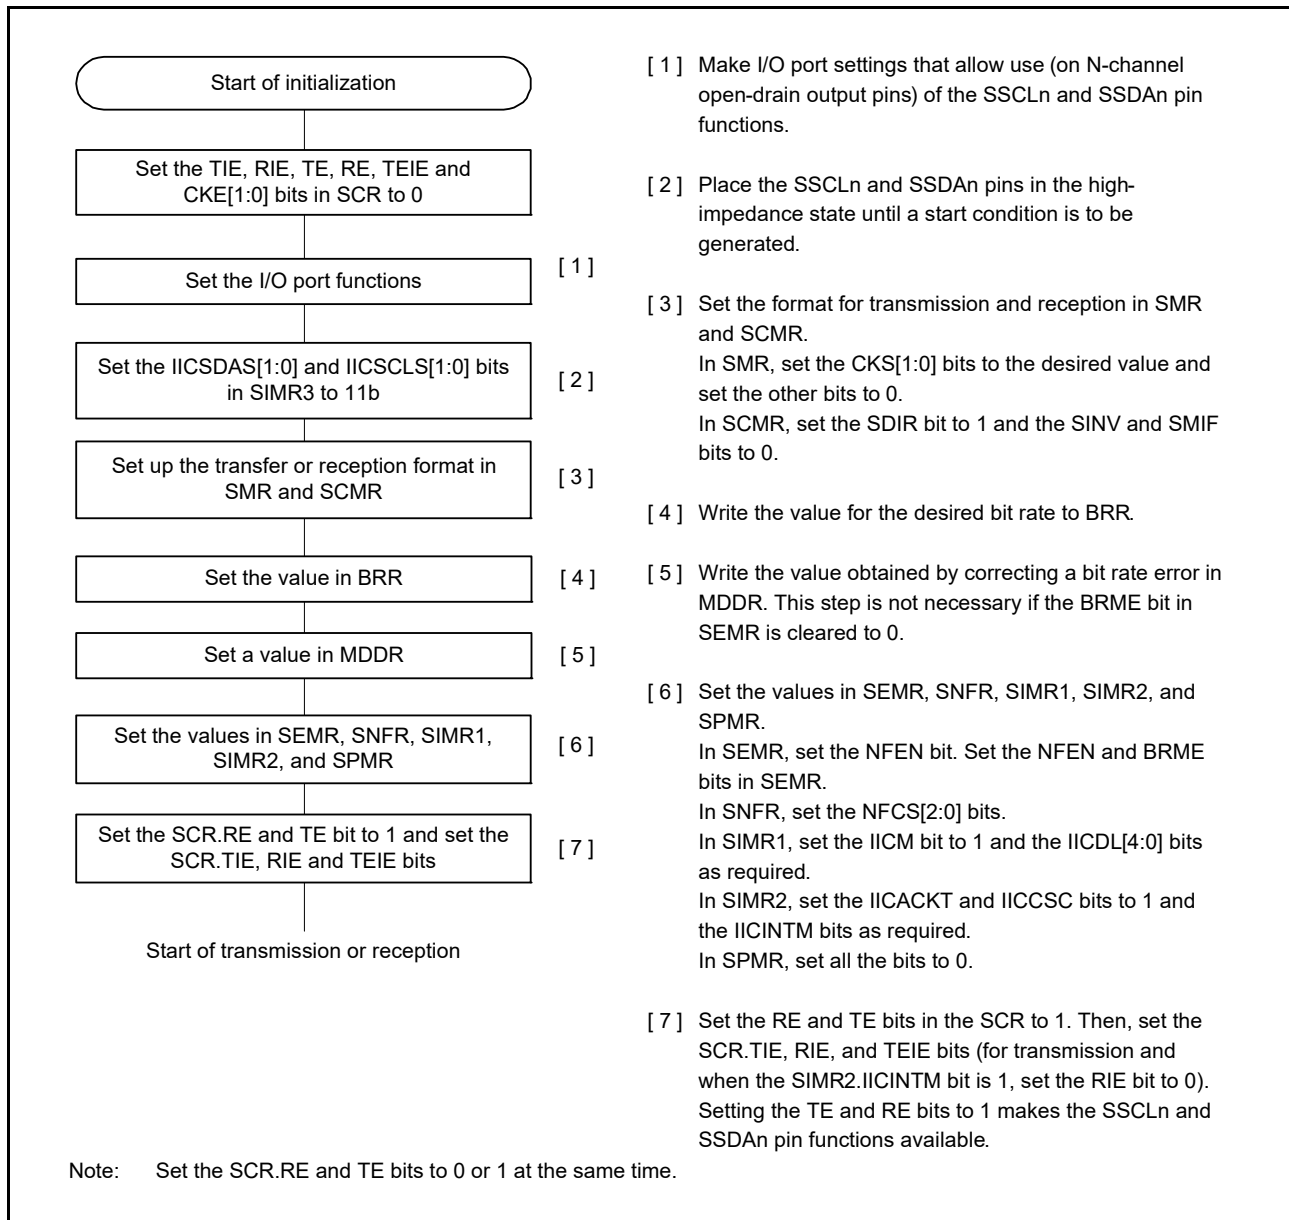 Start of initialization
Set the TIE, RIE, TE, RE, TEIE and
CKE[1:0] bits in SCR to 0
Set the I/O port functions
[ 1 ]
Set the IICSDAS[1:0] and IICSCLS[1:0] bits
in SIMR3 to 11b
[ 2 ]
Set up the transfer or reception format in
SMR and SCMR
[ 3 ]
Set the value in BRR
[ 4 ]
Set a value in MDDR
[ 5 ]
Set the values in SEMR, SNFR, SIMR1,
SIMR2, and SPMR
[ 6 ]
Set the SCR.RE and TE bit to 1 and set the
SCR.TIE, RIE and TEIE bits
[ 7 ]
Start of transmission or reception
[ 1 ] Make I/O port settings that allow use (on N-channel
open-drain output pins) of the SSCLn and SSDAn pin
functions.
[ 2 ] Place the SSCLn and SSDAn pins in the high-
impedance state until a start condition is to be
generated.
[ 3 ] Set the format for transmission and reception in SMR
and SCMR.
In SMR, set the CKS[1:0] bits to the desired value and
set the other bits to 0.
In SCMR, set the SDIR bit to 1 and the SINV and SMIF
bits to 0.
[ 4 ] Write the value for the desired bit rate to BRR.
[ 5 ] Write the value obtained by correcting a bit rate error in
MDDR. This step is not necessary if the BRME bit in
SEMR is cleared to 0.
[ 6 ] Set the values in SEMR, SNFR, SIMR1, SIMR2, and
SPMR.
In SEMR, set the NFEN bit. Set the NFEN and BRME
bits in SEMR.
In SNFR, set the NFCS[2:0] bits.
In SIMR1, set the IICM bit to 1 and the IICDL[4:0] bits
as required.
In SIMR2, set the IICACKT and IICCSC bits to 1 and
the IICINTM bits as required.
In SPMR, set all the bits to 0.
[ 7 ] Set the RE and TE bits in the SCR to 1. Then, set the
SCR.TIE, RIE, and TEIE bits (for transmission and
when the SIMR2.IICINTM bit is 1, set the RIE bit to 0).
Setting the TE and RE bits to 1 makes the SSCLn and
SSDAn pin functions available.
Note: Set the SCR.RE and TE bits to 0 or 1 at the same time.